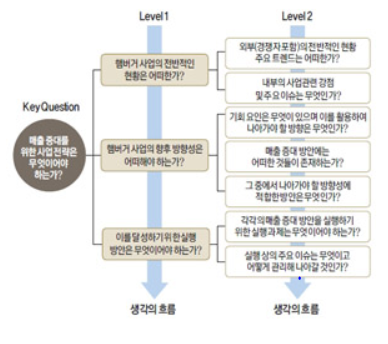 Level 1
Level 2
Key Question
매출 증대를
위한 사업 전략은
무엇이어야
하는가?
햄버거 사업의 전반적인
현황은 어떠한가?
외부(경쟁자 포함)의 전반적인 현황
주요 트렌드는 어떠한가?
내부의 사업관련 강점
및 주요 이슈는 무엇인가?
햄버거 사업의 향후 방향성은
어떠해야 하는가?
기회 요인은 무엇이 있으며 이를 활용하여
나아가야 할 방향은 무엇인가?
매출 증대 방안에는
어떠한 것들이 존재하는가?
그 중에서 나아가야 할 방향성에
적합한 방안은 무엇인가?
이를 달성하기 위한 실행
방안은 무엇이어야 하는가?
각각의 매출 증대 방안을 실행하기
위한 실행 과제는 무엇이어야 하는가?
실행 상의 주요 이슈는 무엇이고
어떻게 관리해 나아갈 것인가?
생각의 흐름
생각의 흐름